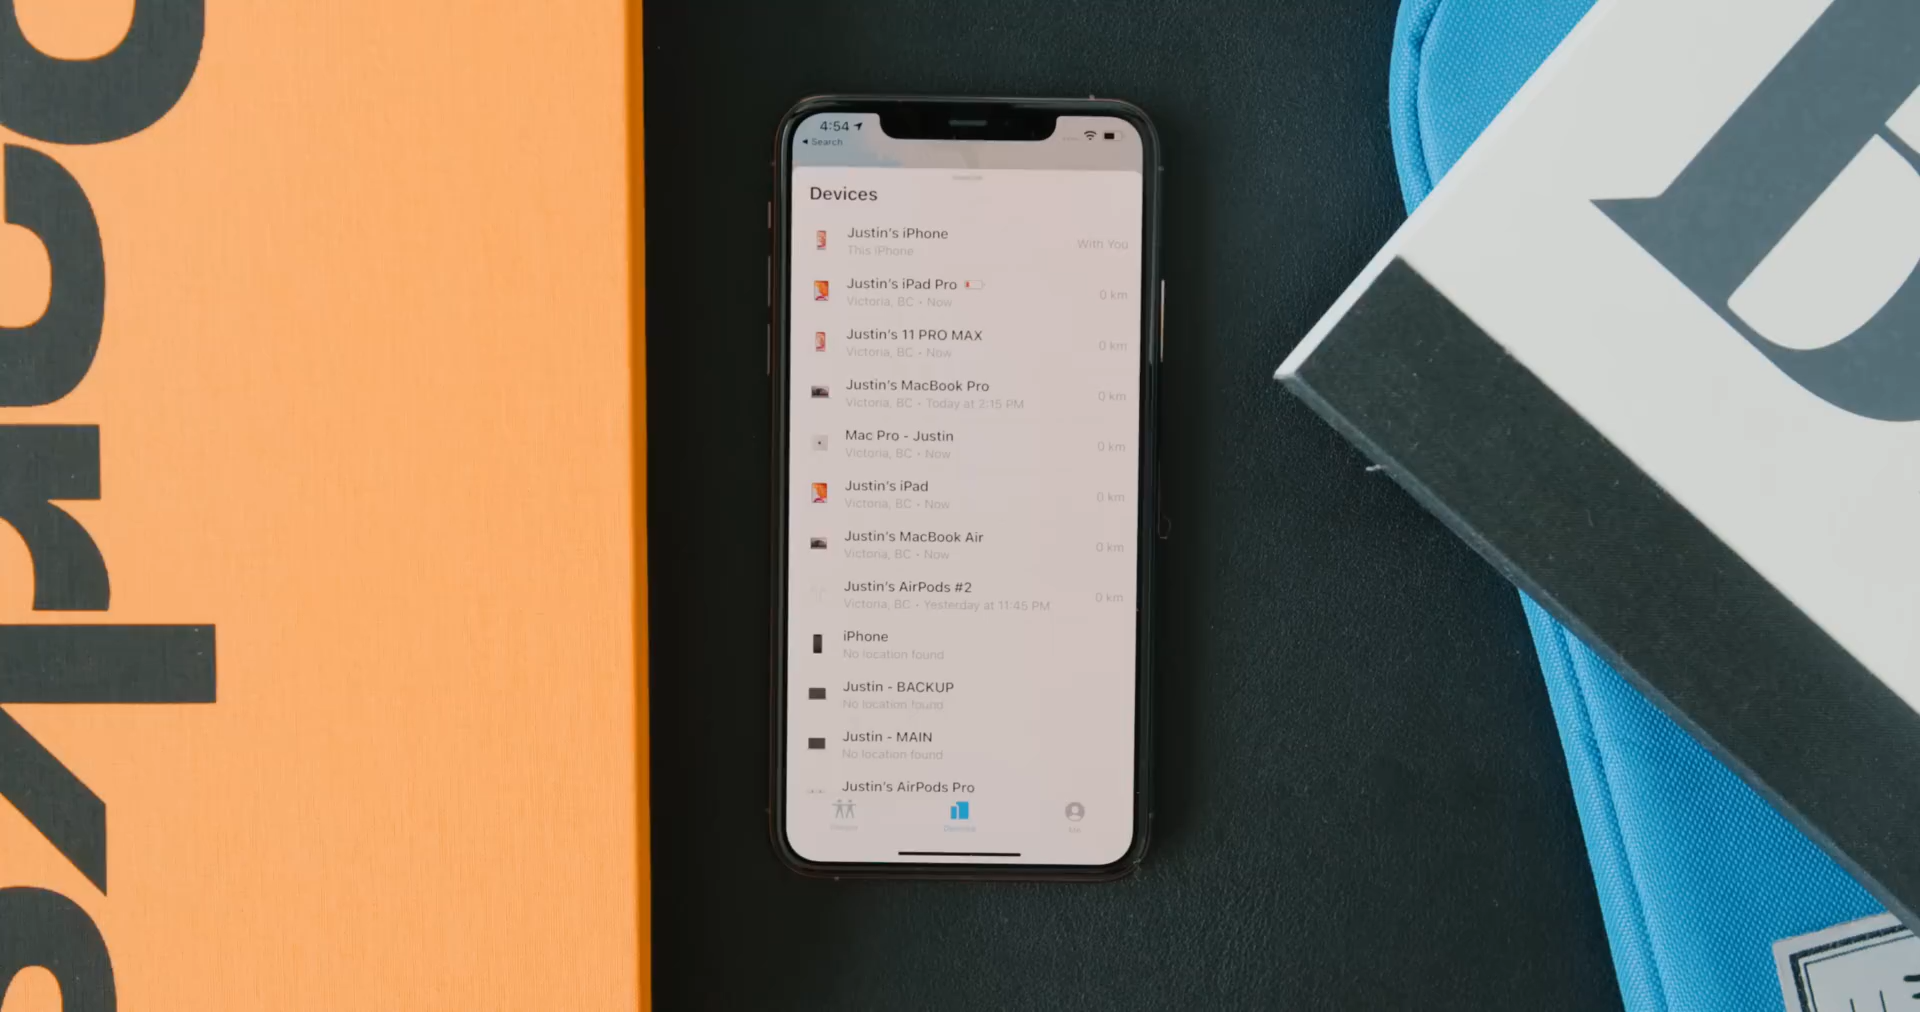 4:54
Search
Devices
Justin's iPhone
This iPhone
With You
Justin's iPad Pro
Victoria, BC • Now
0 km
Justin's 11 PRO MAX
Victoria, BC • Now
0 km
Justin's MacBook Pro
Victoria, BC • Today at 2:15 PM
0 km
Mac Pro - Justin
Victoria, BC • Now
0 km
Justin's iPad
Victoria, BC • Now
0 km
Justin's MacBook Air
Victoria, BC • Now
0 km
Justin's AirPods #2
Victoria, BC • Yesterday at 11:45 PM
0 km
iPhone
No location found
Justin - BACKUP
No location found
Justin - MAIN
No location found
Justin's AirPods Pro
Devices
Me